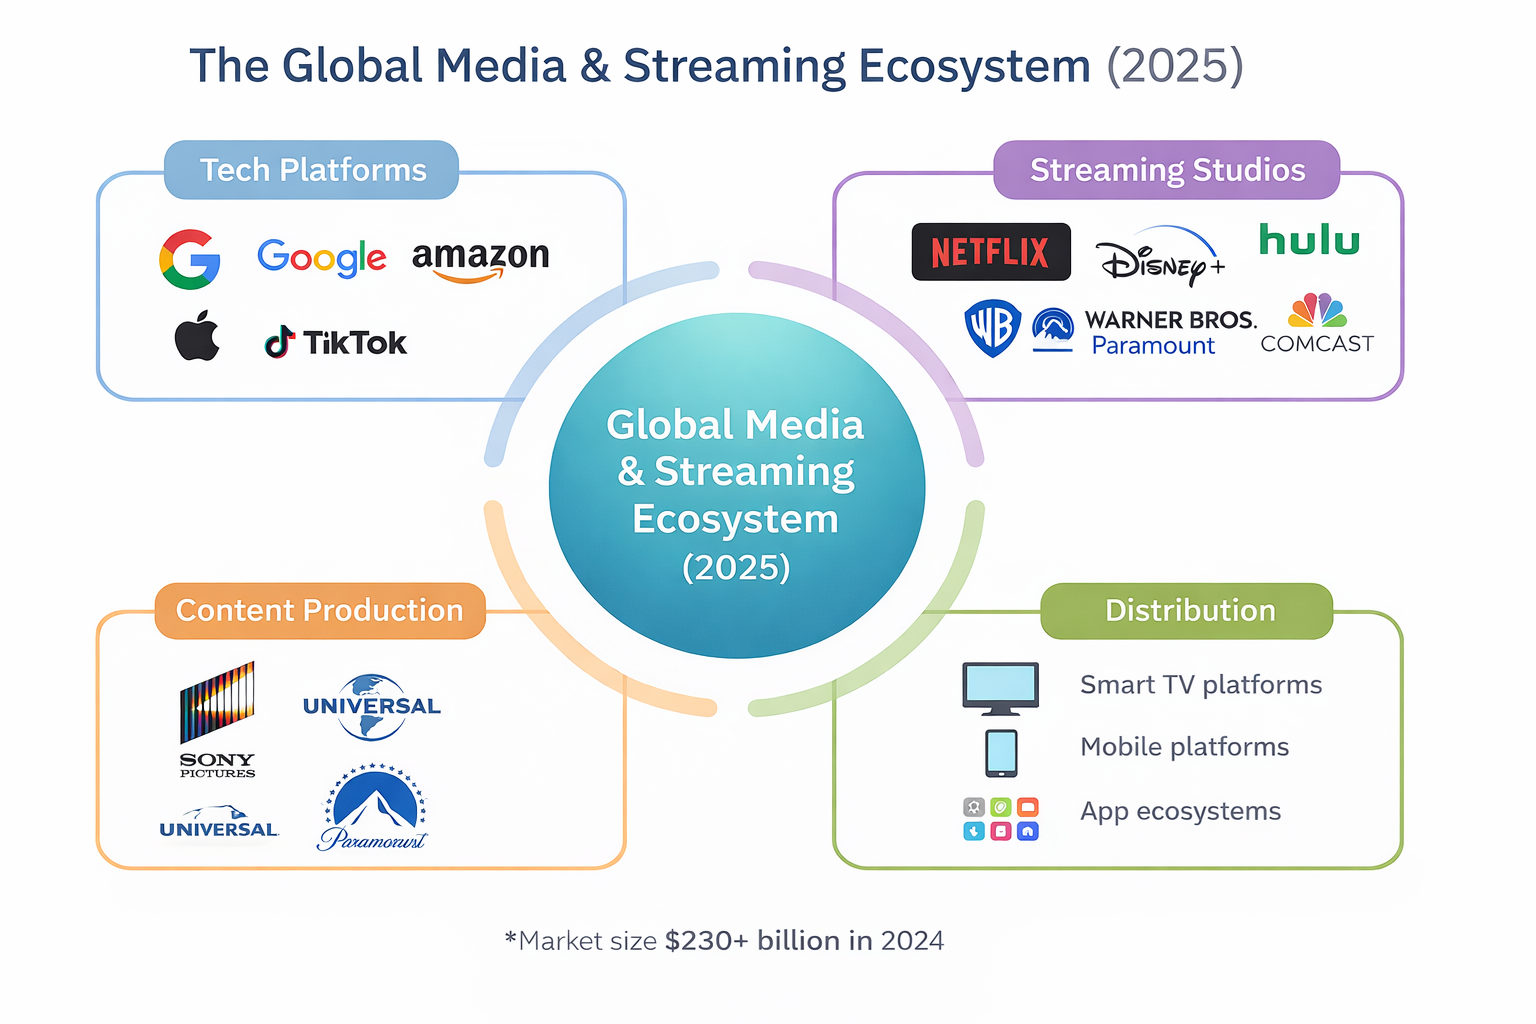 The Global Media & Streaming Ecosystem (2025)
Tech Platforms
G Google amazon
TikTok
Streaming Studios
NETFLIX Disney+ hulu
WB WARNER BROS.
Paramount
COMCAST
Global Media
& Streaming
Ecosystem
(2025)
Content Production
SONY
PICTURES
UNIVERSAL
UNIVERSAL
Paramourust
Distribution
Smart TV platforms
Mobile platforms
App ecosystems
*Market size $230+ billion in 2024